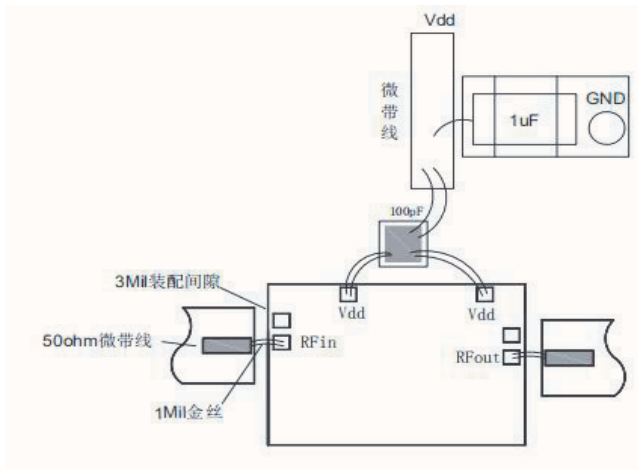 Vdd
微带线
GND
1uF
100pF
3Mil装配间隙
Vdd
Vdd
50ohm微带线
RFin
RFout
1Mil金丝